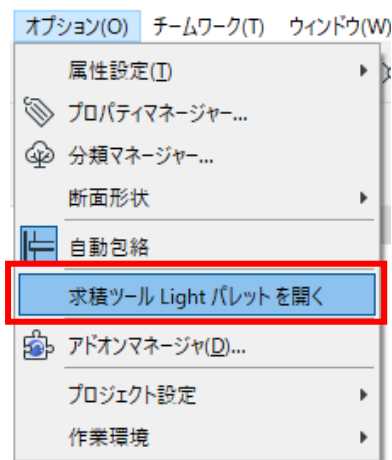 オプション(O) チームワーク(T) ウィンドウ(W)
属性設定(T)
プロパティマネージャー...
分類マネージャー...
断面形状
自動包絡
求積ツール Light パレット を開く
アドオンマネージャ(D)...
プロジェクト設定
作業環境